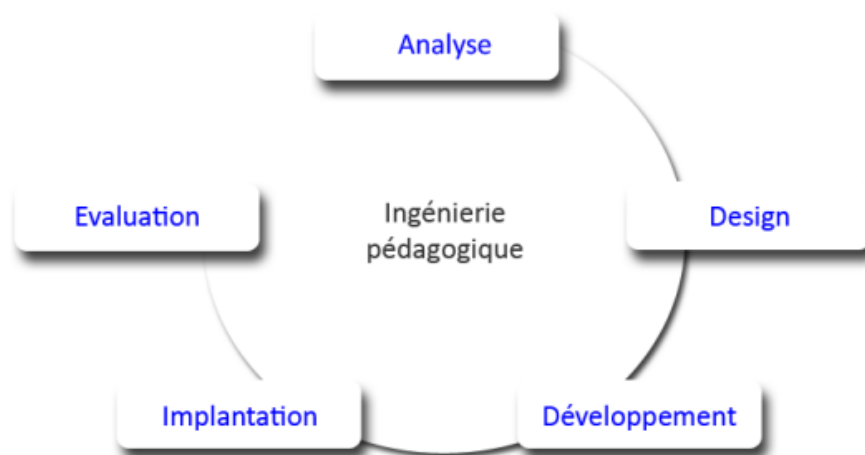 Analyse
Evaluation
Ingénierie
pédagogique
Design
Implantation
Développement